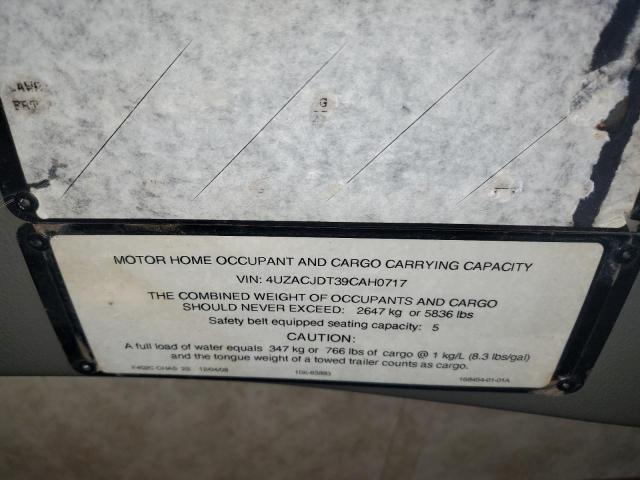 G
MOTOR HOME OCCUPANT AND CARGO CARRYING CAPACITY
VIN: 4UZACJDT39CAH0717
THE COMBINED WEIGHT OF OCCUPANTS AND CARGO
SHOULD NEVER EXCEED: 2647 kg or 5836 lbs
Safety belt equipped seating capacity: 5
CAUTION:
A full load of water equals 347 kg or 766 lbs of cargo @ 1 kg/L (8.3 lbs/gal)
and the tongue weight of a towed trailer counts as cargo.
12/04/08